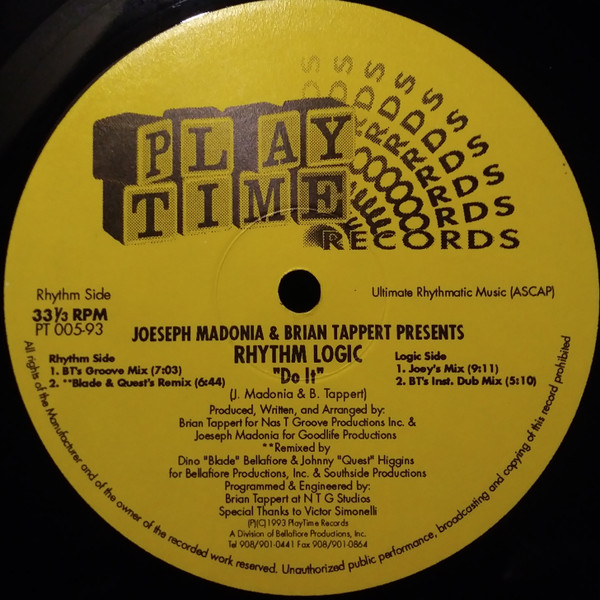 PLAY
TIME
RECORDS
Rhythm Side
33⅓ RPM
PT 005-93
Ultimate Rhythmatic Music (ASCAP)
JOESEPH MADONIA & BRIAN TAPPERT PRESENTS
RHYTHM LOGIC
"Do It"
(J. Madonia & B. Tappert)
Rhythm Side
1. BT's Groove Mix (7:03)
2. **Blade & Quest's Remix (6:44)
Logic Side
1. Joey's Mix (9:11)
2. BT's Inst. Dub Mix (5:10)
Produced, Written, and Arranged by:
Brian Tappert for Nas T Groove Productions Inc. &
Joeseph Madonia for Goodlife Productions
**Remixed by
Dino "Blade" Bellafiore & Johnny "Quest" Higgins
for Bellafiore Productions, Inc. & Southside Productions
Programmed & Engineered by:
Brian Tappert at N T G Studios
Special Thanks to Victor Simonelli
(P)(C)1993 PlayTime Records
A Division of Bellafiore Productions, Inc.
Tel 908/901-0441 Fax 908/901-0864
All rights of the Manufacturer and of the owner of the recorded work reserved. Unauthorized public performance, broadcasting and copying of this record prohibited